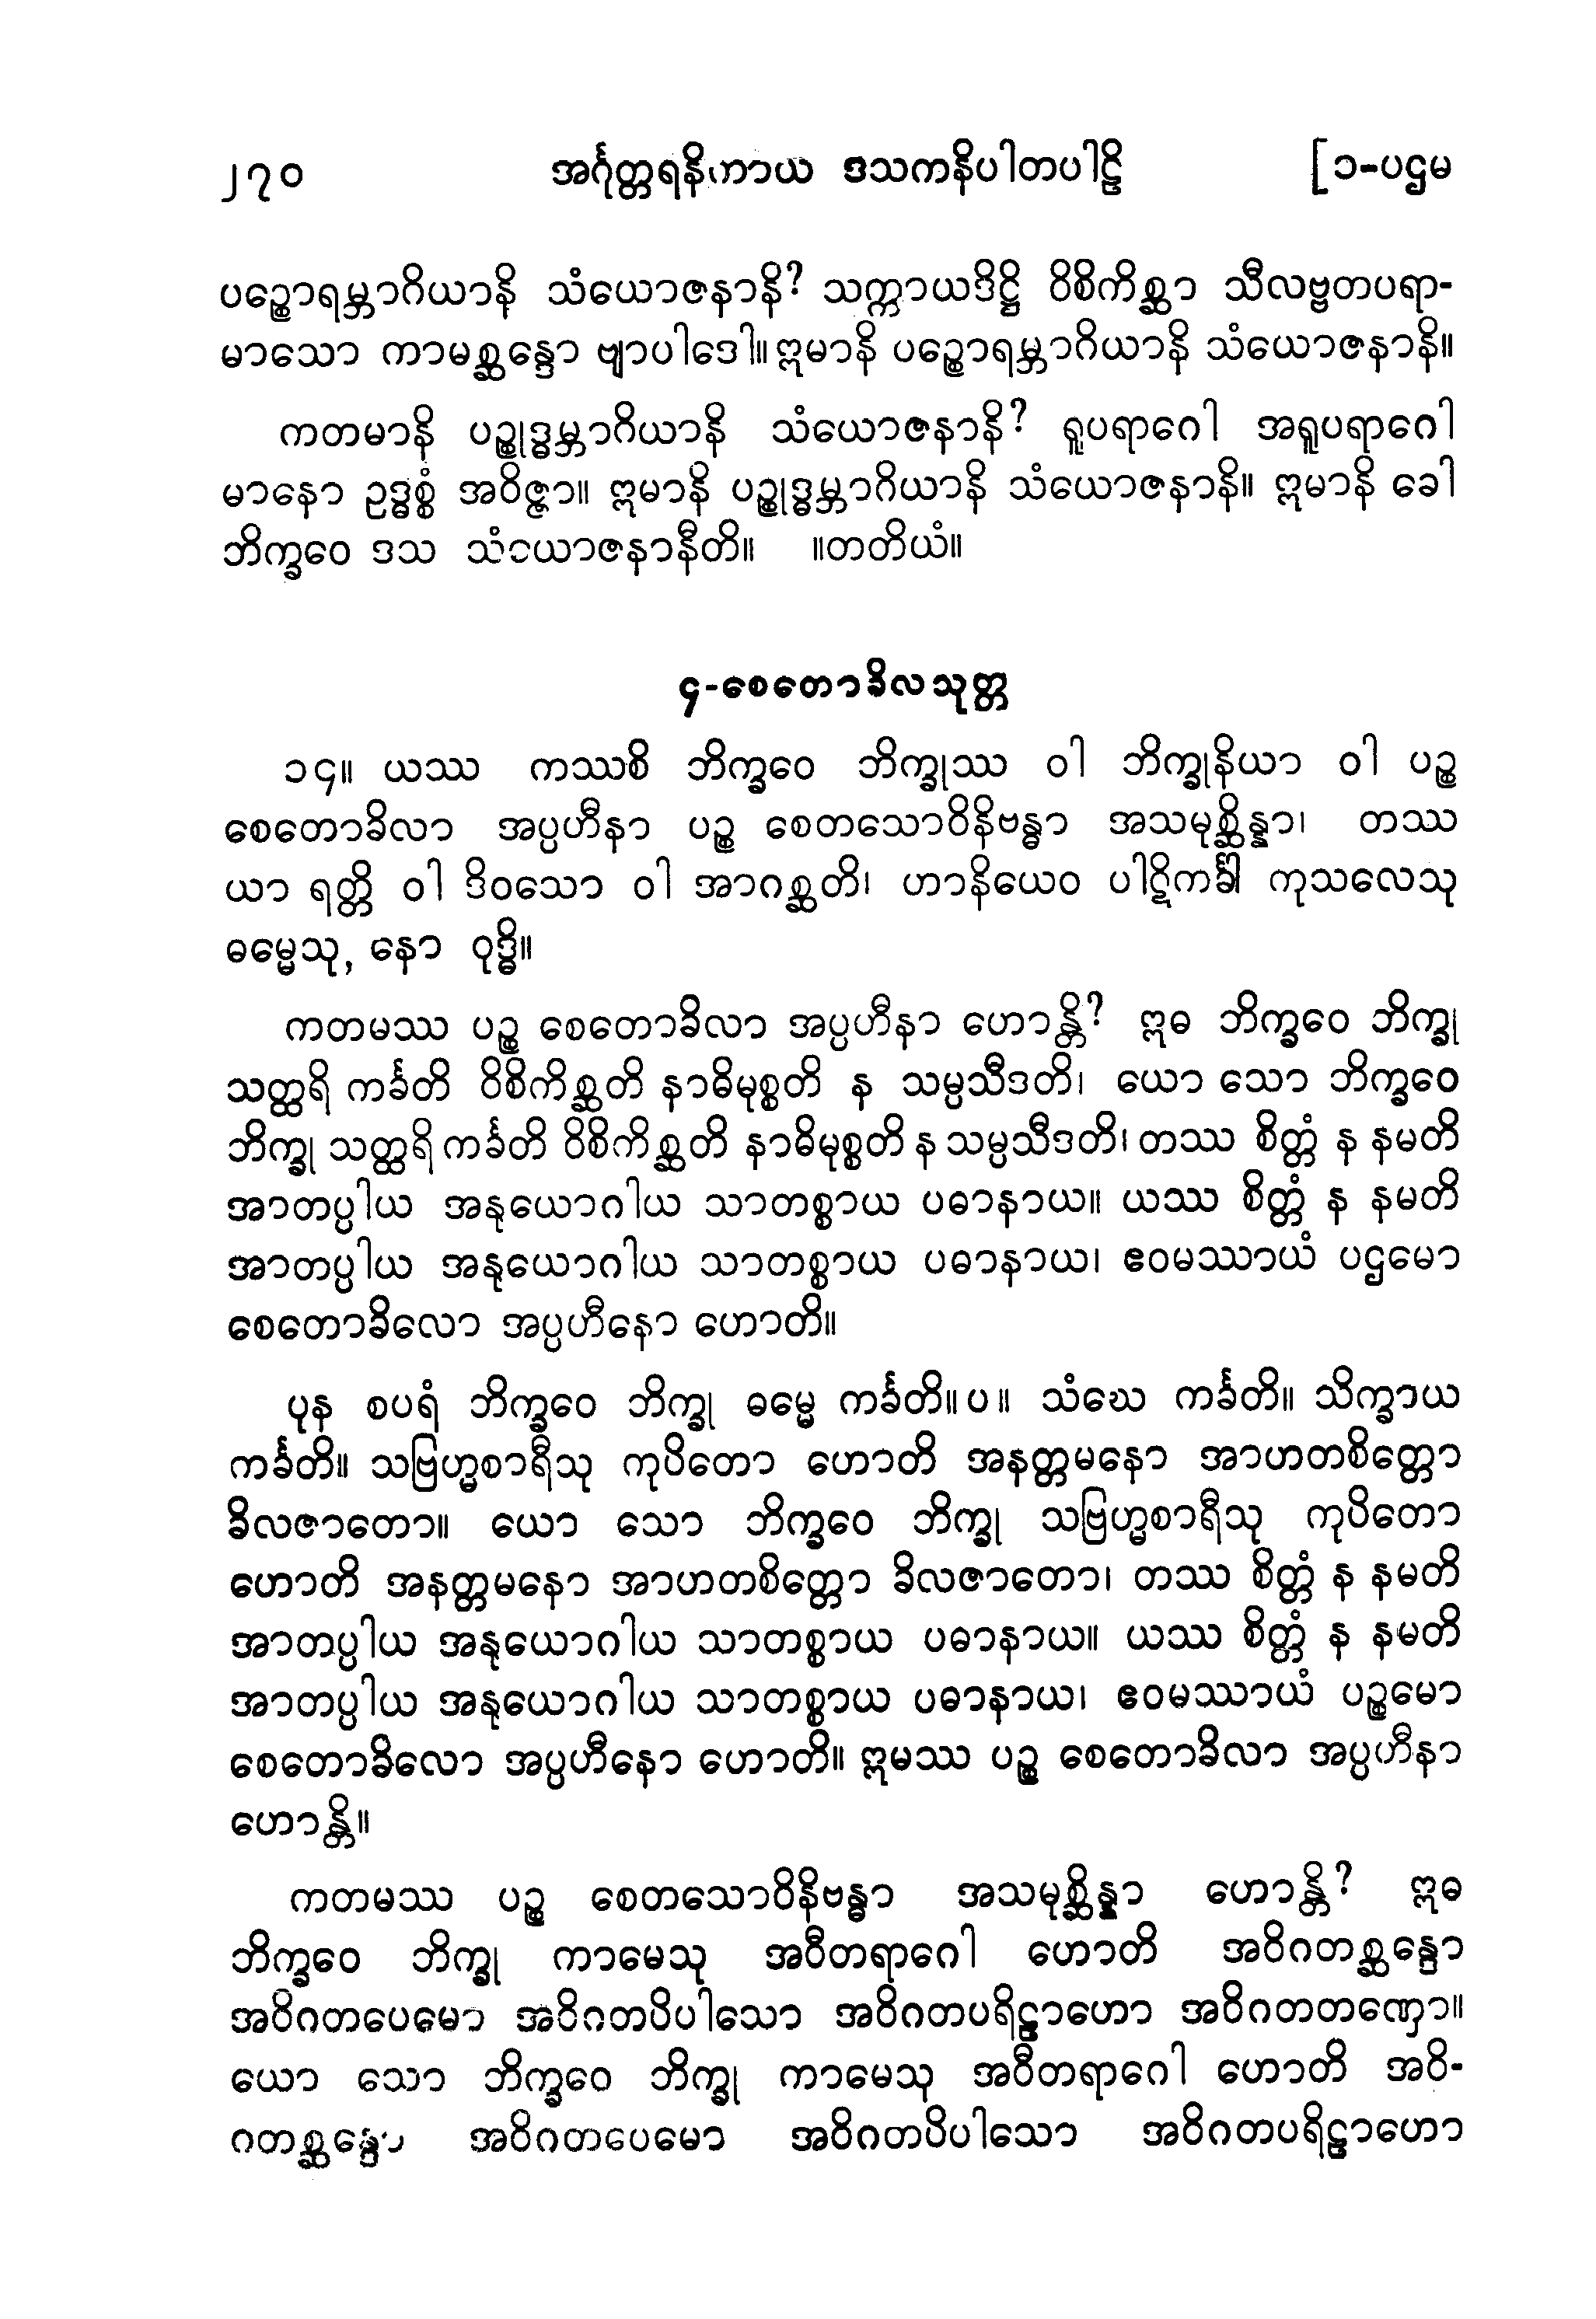 ၂၇၀ အင်္ဂုတ္တရနိကာယ ဒသကနိပါတပါဠိ [၁-ပဌမ
ပဉ္စောရမ္ဘာဂိယာနိ သံယောဇနာနိ? သက္ကာယဒိဋ္ဌိ ဝိစိကိစ္ဆာ သီလဗ္ဗတပရာ-
မာသော ကာမစ္ဆန္ဒော ဗျာပါဒေါ။ ဣမာနိ ပဉ္စောရမ္ဘာဂိယာနိ သံယောဇနာနိ။
ကတမာနိ ပဉ္စုဒ္ဓမ္ဘာဂိယာနိ သံယောဇနာနိ? ရူပရာဂေါ အရူပရာဂေါ
မာနော ဥဒ္ဓစ္စံ အဝိဇ္ဇာ။ ဣမာနိ ပဉ္စုဒ္ဓမ္ဘာဂိယာနိ သံယောဇနာနိ။ ဣမာနိ ခေါ
ဘိက္ခဝေ ဒသ သံယောဇနာနီတိ။ ။တတိယံ။
၄-စေတောခိလသုတ္တ
၁၄။ ယဿ ကဿစိ ဘိက္ခဝေ ဘိက္ခုဿ ဝါ ဘိက္ခုနိယာ ဝါ ပဉ္စ
စေတောခိလာ အပ္ပဟီနာ ပဉ္စ စေတသောဝိနိဗန္ဓာ အသမုစ္ဆိန္နာ၊ တဿ
ယာ ရတ္တိ ဝါ ဒိဝသော ဝါ အာဂစ္ဆတိ၊ ဟာနိယေဝ ပါဋိကင်္ခါ ကုသလေသု
ဓမ္မေသု, နော ဝုဒ္ဓိ။
ကတမဿ ပဉ္စ စေတောခိလာ အပ္ပဟီနာ ဟောန္တိ? ဣဓ ဘိက္ခဝေ ဘိက္ခု
သတ္ထရိ ကင်္ခတိ ဝိစိကိစ္ဆတိ နာဓိမုစ္စတိ န သမ္ပသီဒတိ၊ ယော သော ဘိက္ခဝေ
ဘိက္ခု သတ္ထရိ ကင်္ခတိ ဝိစိကိစ္ဆတိ နာဓိမုစ္စတိ န သမ္ပသီဒတိ၊ တဿ စိတ္တံ န နမတိ
အာတပ္ပါယ အနုယောဂါယ သာတစ္စာယ ပဓာနာယ။ ယဿ စိတ္တံ န နမတိ
အာတပ္ပါယ အနုယောဂါယ သာတစ္စာယ ပဓာနာယ၊ ဧဝမဿာယံ ပဌမော
စေတောခိလော အပ္ပဟီနော ဟောတိ။
ပုန စပရံ ဘိက္ခဝေ ဘိက္ခု ဓမ္မေ ကင်္ခတိ။ပ။ သံဃေ ကင်္ခတိ။ သိက္ခာယ
ကင်္ခတိ။ သဗြဟ္မစာရီသု ကုပိတော ဟောတိ အနတ္တမနော အာဟတစိတ္တော
ခိလဇာတော။ ယော သော ဘိက္ခဝေ ဘိက္ခု သဗြဟ္မစာရီသု ကုပိတော
ဟောတိ အနတ္တမနော အာဟတစိတ္တော ခိလဇာတော၊ တဿ စိတ္တံ န နမတိ
အာတပ္ပါယ အနုယောဂါယ သာတစ္စာယ ပဓာနာယ။ ယဿ စိတ္တံ န နမတိ
အာတပ္ပါယ အနုယောဂါယ သာတစ္စာယ ပဓာနာယ၊ ဧဝမဿာယံ ပဉ္စမော
စေတောခိလော အပ္ပဟီနော ဟောတိ။ ဣမဿ ပဉ္စ စေတောခိလာ အပ္ပဟီနာ
ဟောန္တိ။
ကတမဿ ပဉ္စ စေတသောဝိနိဗန္ဓာ အသမုစ္ဆိန္နာ ဟောန္တိ? ဣဓ
ဘိက္ခဝေ ဘိက္ခု ကာမေသု အဝီတရာဂေါ ဟောတိ အဝိဂတစ္ဆန္ဒော
အဝိဂတပေမော အဝိဂတပိပါသော အဝိဂတပရိဠာဟော အဝိဂတတဏှော။
ယော သော ဘိက္ခဝေ ဘိက္ခု ကာမေသု အဝီတရာဂေါ ဟောတိ အဝိ-
ဂတစ္ဆန္ဒော အဝိဂတပေမော အဝိဂတပိပါသော အဝိဂတပရိဠာဟော